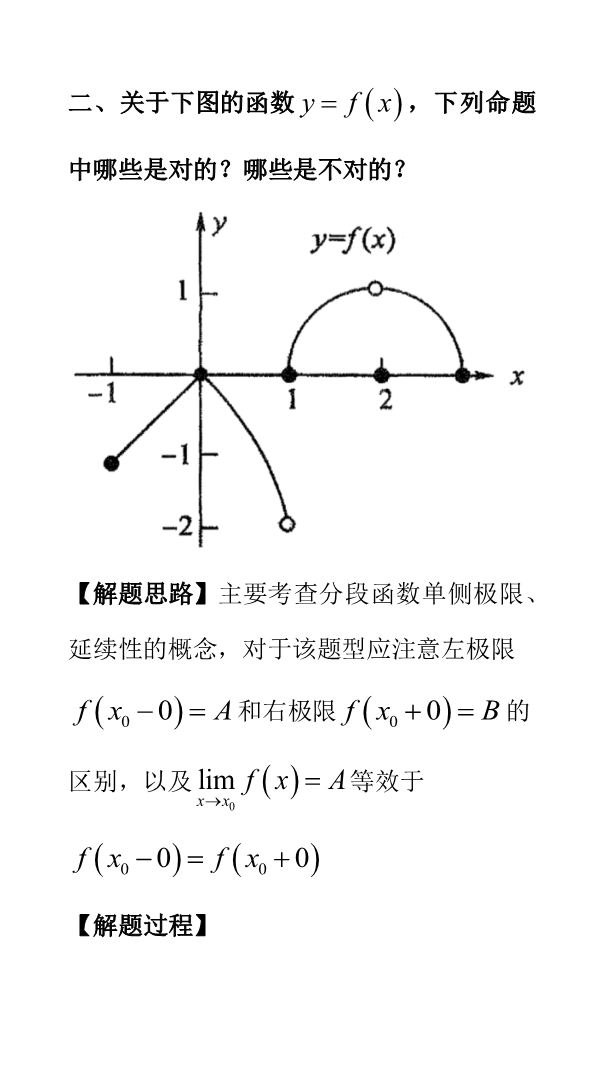 二、关于下图的函数 y = f(x)，下列命题
中哪些是对的？哪些是不对的？
y
y=f(x)
1
-1
1
2
x
-1
-2
【解题思路】主要考查分段函数单侧极限、
延续性的概念，对于该题型应注意左极限
f(x₀-0)= A 和右极限 f(x₀+0)= B 的
区别，以及 lim f(x)= A 等效于
x→x₀
f(x₀-0)= f(x₀+0)
【解题过程】